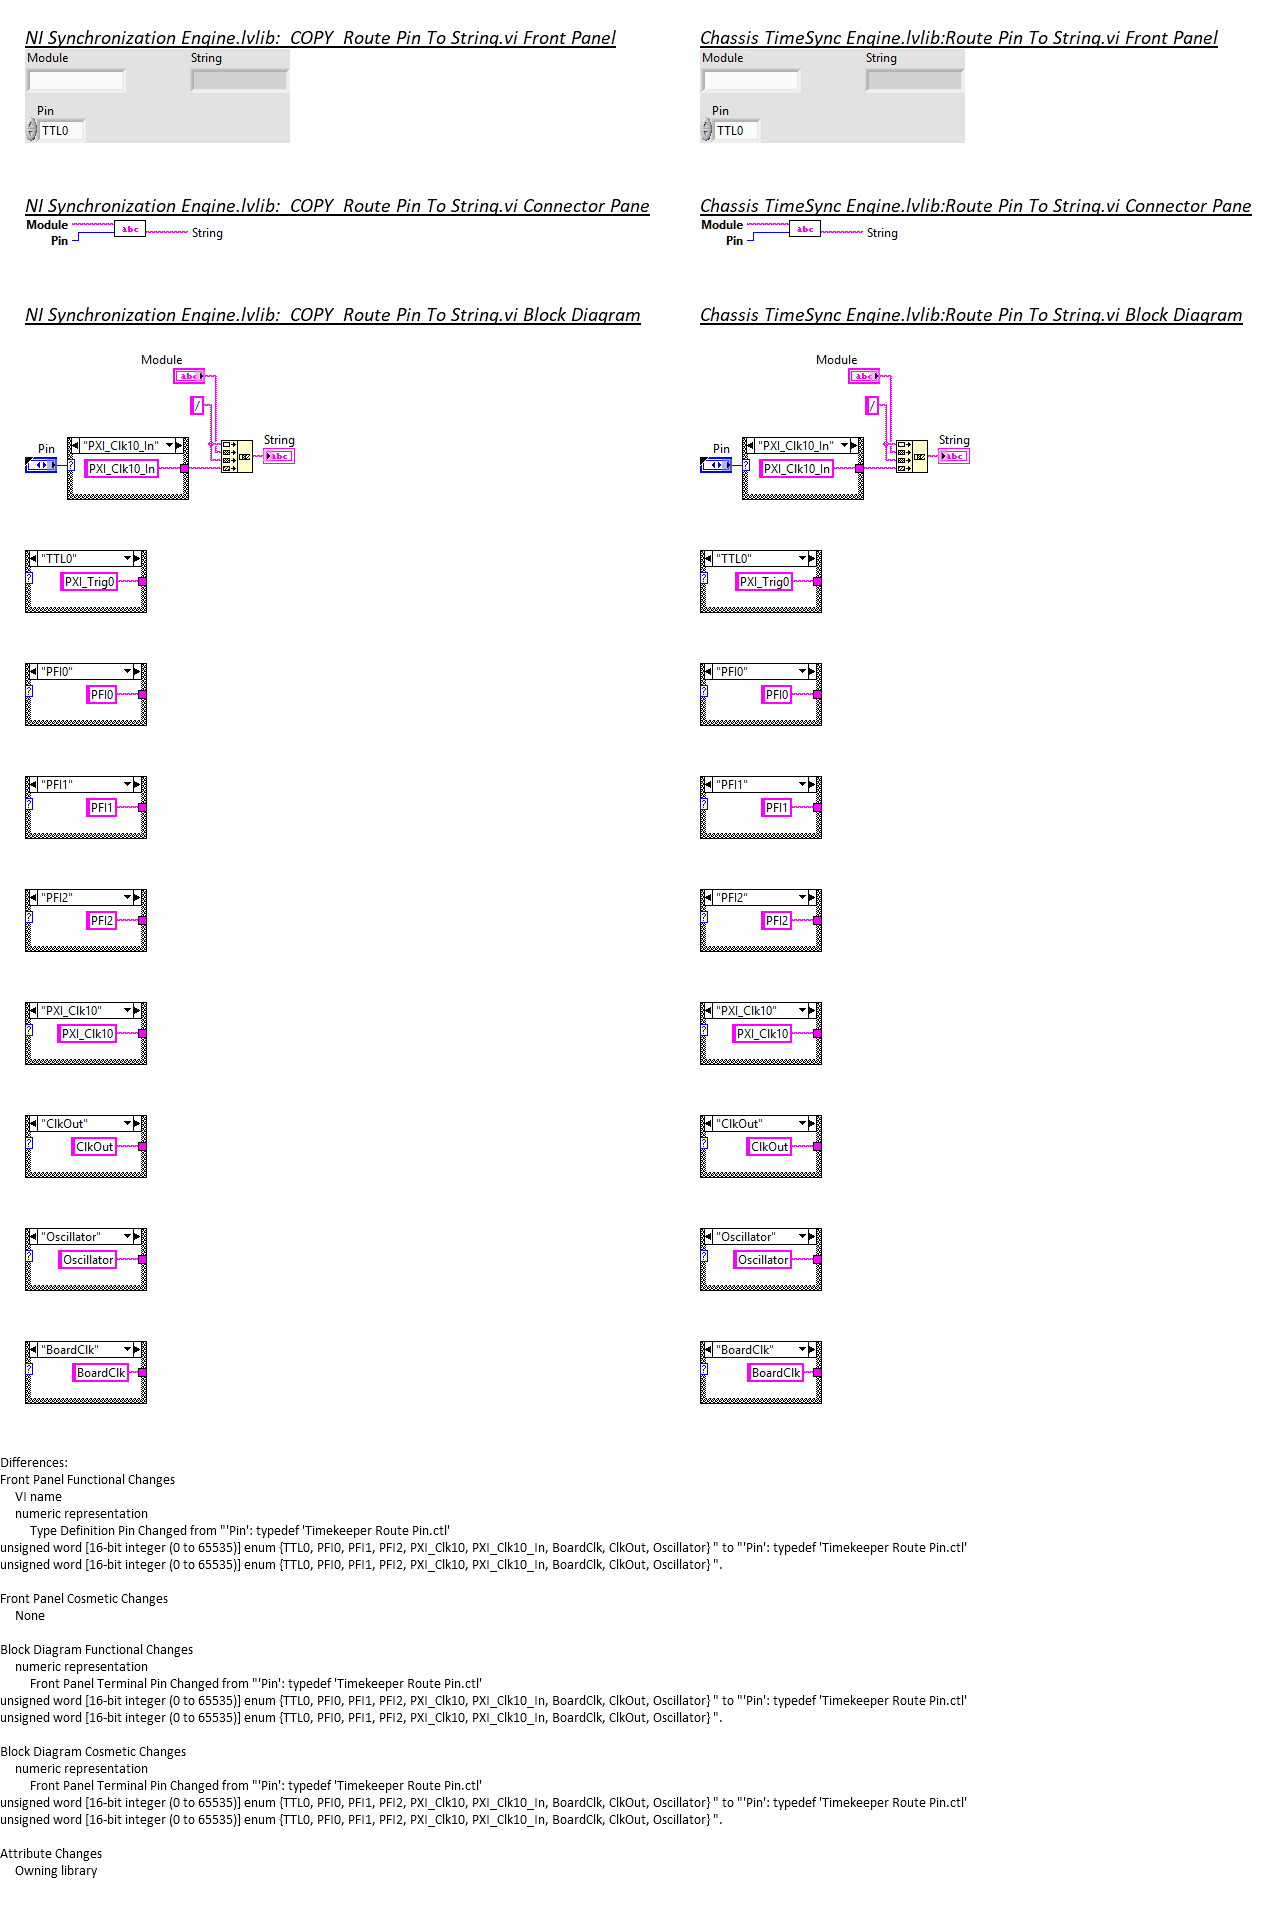 NI Synchronization Engine.lvlib:  COPY  Route Pin To String.vi Front Panel
Module
String
Pin
TTL0
Chassis TimeSync Engine.lvlib:Route Pin To String.vi Front Panel
Module
String
Pin
TTL0
NI Synchronization Engine.lvlib:  COPY  Route Pin To String.vi Connector Pane
Module
Pin
abc
String
Chassis TimeSync Engine.lvlib:Route Pin To String.vi Connector Pane
Module
Pin
abc
String
NI Synchronization Engine.lvlib:  COPY  Route Pin To String.vi Block Diagram
Module
abc
/
Pin
"PXI_Clk10_In"
?
PXI_Clk10_In
String
abc
Chassis TimeSync Engine.lvlib:Route Pin To String.vi Block Diagram
Module
abc
/
Pin
"PXI_Clk10_In"
?
PXI_Clk10_In
String
abc
"TTL0"
?
PXI_Trig0
"TTL0"
?
PXI_Trig0
"PFI0"
?
PFI0
"PFI0"
?
PFI0
"PFI1"
?
PFI1
"PFI1"
?
PFI1
"PFI2"
?
PFI2
"PFI2"
?
PFI2
"PXI_Clk10"
?
PXI_Clk10
"PXI_Clk10"
?
PXI_Clk10
"ClkOut"
?
ClkOut
"ClkOut"
?
ClkOut
"Oscillator"
?
Oscillator
"Oscillator"
?
Oscillator
"BoardClk"
?
BoardClk
"BoardClk"
?
BoardClk
Differences:
Front Panel Functional Changes
VI name
numeric representation
Type Definition Pin Changed from "'Pin': typedef 'Timekeeper Route Pin.ctl'
unsigned word [16-bit integer (0 to 65535)] enum {TTL0, PFI0, PFI1, PFI2, PXI_Clk10, PXI_Clk10_In, BoardClk, ClkOut, Oscillator} " to "'Pin': typedef 'Timekeeper Route Pin.ctl'
unsigned word [16-bit integer (0 to 65535)] enum {TTL0, PFI0, PFI1, PFI2, PXI_Clk10, PXI_Clk10_In, BoardClk, ClkOut, Oscillator} ".
Front Panel Cosmetic Changes
None
Block Diagram Functional Changes
numeric representation
Front Panel Terminal Pin Changed from "'Pin': typedef 'Timekeeper Route Pin.ctl'
unsigned word [16-bit integer (0 to 65535)] enum {TTL0, PFI0, PFI1, PFI2, PXI_Clk10, PXI_Clk10_In, BoardClk, ClkOut, Oscillator} " to "'Pin': typedef 'Timekeeper Route Pin.ctl'
unsigned word [16-bit integer (0 to 65535)] enum {TTL0, PFI0, PFI1, PFI2, PXI_Clk10, PXI_Clk10_In, BoardClk, ClkOut, Oscillator} ".
Block Diagram Cosmetic Changes
numeric representation
Front Panel Terminal Pin Changed from "'Pin': typedef 'Timekeeper Route Pin.ctl'
unsigned word [16-bit integer (0 to 65535)] enum {TTL0, PFI0, PFI1, PFI2, PXI_Clk10, PXI_Clk10_In, BoardClk, ClkOut, Oscillator} " to "'Pin': typedef 'Timekeeper Route Pin.ctl'
unsigned word [16-bit integer (0 to 65535)] enum {TTL0, PFI0, PFI1, PFI2, PXI_Clk10, PXI_Clk10_In, BoardClk, ClkOut, Oscillator} ".
Attribute Changes
Owning library